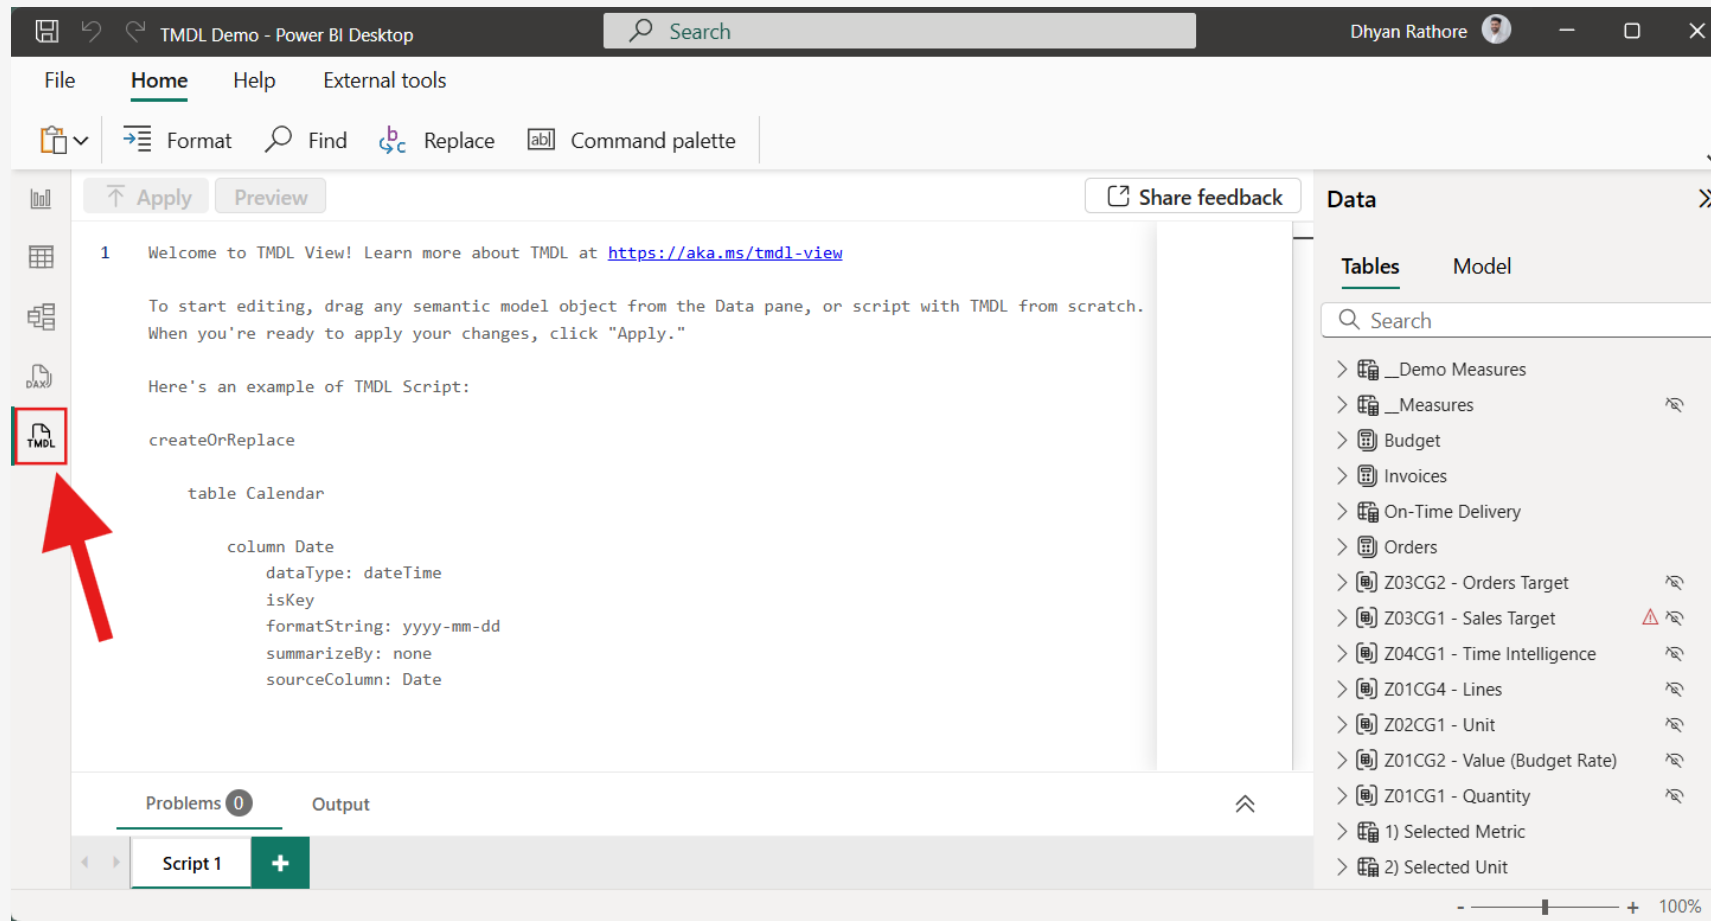 TMDL Demo - Power BI Desktop
Search
Dhyan Rathore
File Home Help External tools
Format Find Replace Command palette
Apply Preview
Share feedback
DAX
TMDL
1 Welcome to TMDL View! Learn more about TMDL at https://aka.ms/tmdl-view
To start editing, drag any semantic model object from the Data pane, or script with TMDL from scratch.
When you're ready to apply your changes, click "Apply."
Here's an example of TMDL Script:
createOrReplace
table Calendar
column Date
dataType: dateTime
isKey
formatString: yyyy-mm-dd
summarizeBy: none
sourceColumn: Date
Problems 0 Output
Script 1 +
Data
Tables Model
Search
__Demo Measures
__Measures
Budget
Invoices
On-Time Delivery
Orders
Z03CG2 - Orders Target
Z03CG1 - Sales Target
Z04CG1 - Time Intelligence
Z01CG4 - Lines
Z02CG1 - Unit
Z01CG2 - Value (Budget Rate)
Z01CG1 - Quantity
1) Selected Metric
2) Selected Unit
- + 100%